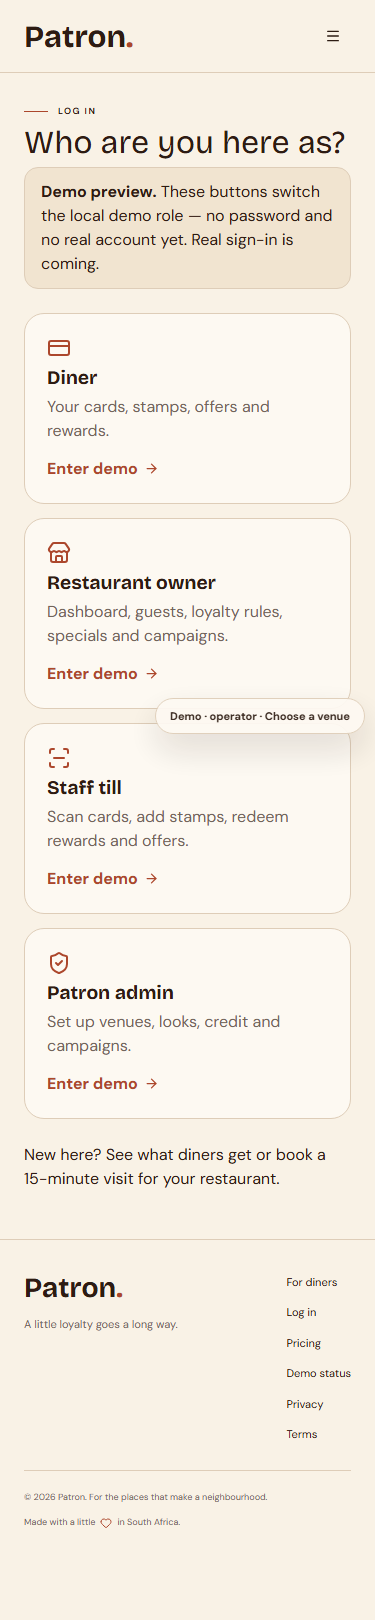 Patron.
LOG IN
Who are you here as?
Demo preview. These buttons switch
the local demo role — no password and
no real account yet. Real sign-in is
coming.
Diner
Your cards, stamps, offers and
rewards.
Enter demo →
Restaurant owner
Dashboard, guests, loyalty rules,
specials and campaigns.
Enter demo →
Demo · operator · Choose a venue
Staff till
Scan cards, add stamps, redeem
rewards and offers.
Enter demo →
Patron admin
Set up venues, looks, credit and
campaigns.
Enter demo →
New here? See what diners get or book a
15-minute visit for your restaurant.
Patron.
A little loyalty goes a long way.
For diners
Log in
Pricing
Demo status
Privacy
Terms
© 2026 Patron. For the places that make a neighbourhood.
Made with a little ♡ in South Africa.